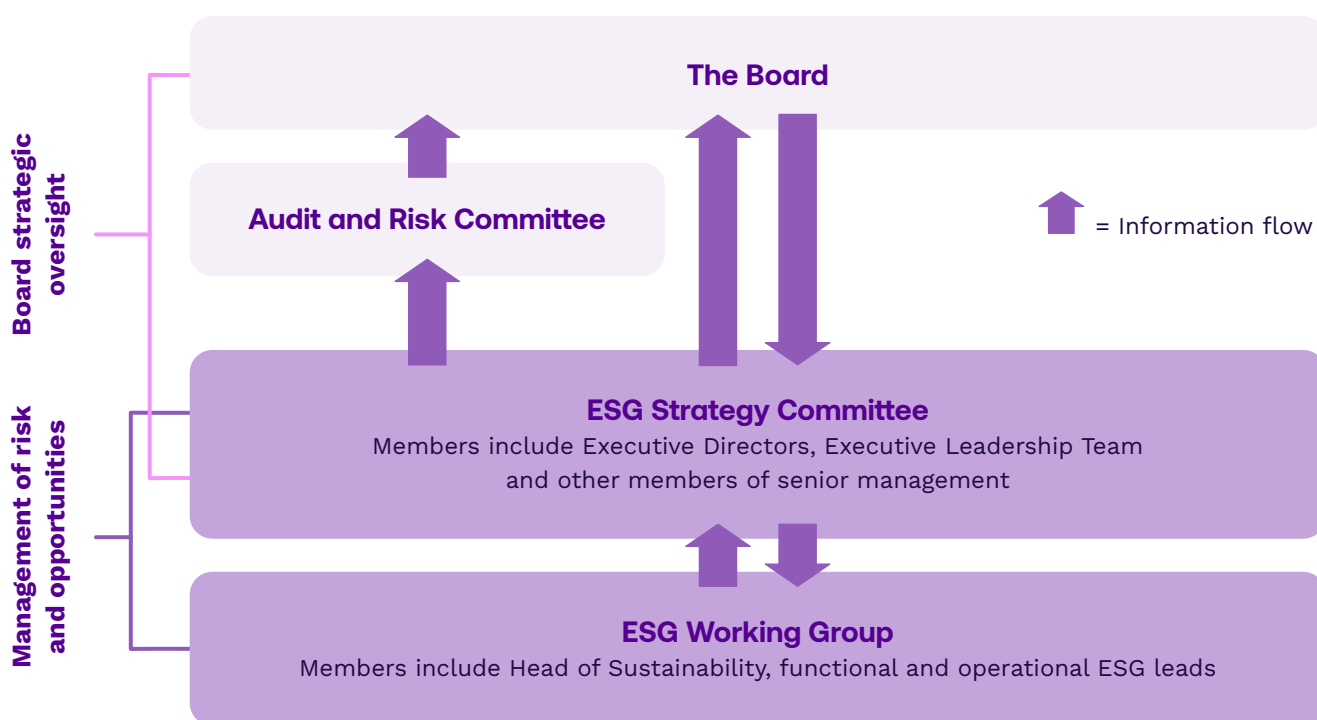 The Board
Board strategic
oversight
Audit and Risk Committee
= Information flow
Management of risk
and opportunities
ESG Strategy Committee
Members include Executive Directors, Executive Leadership Team
and other members of senior management
ESG Working Group
Members include Head of Sustainability, functional and operational ESG leads